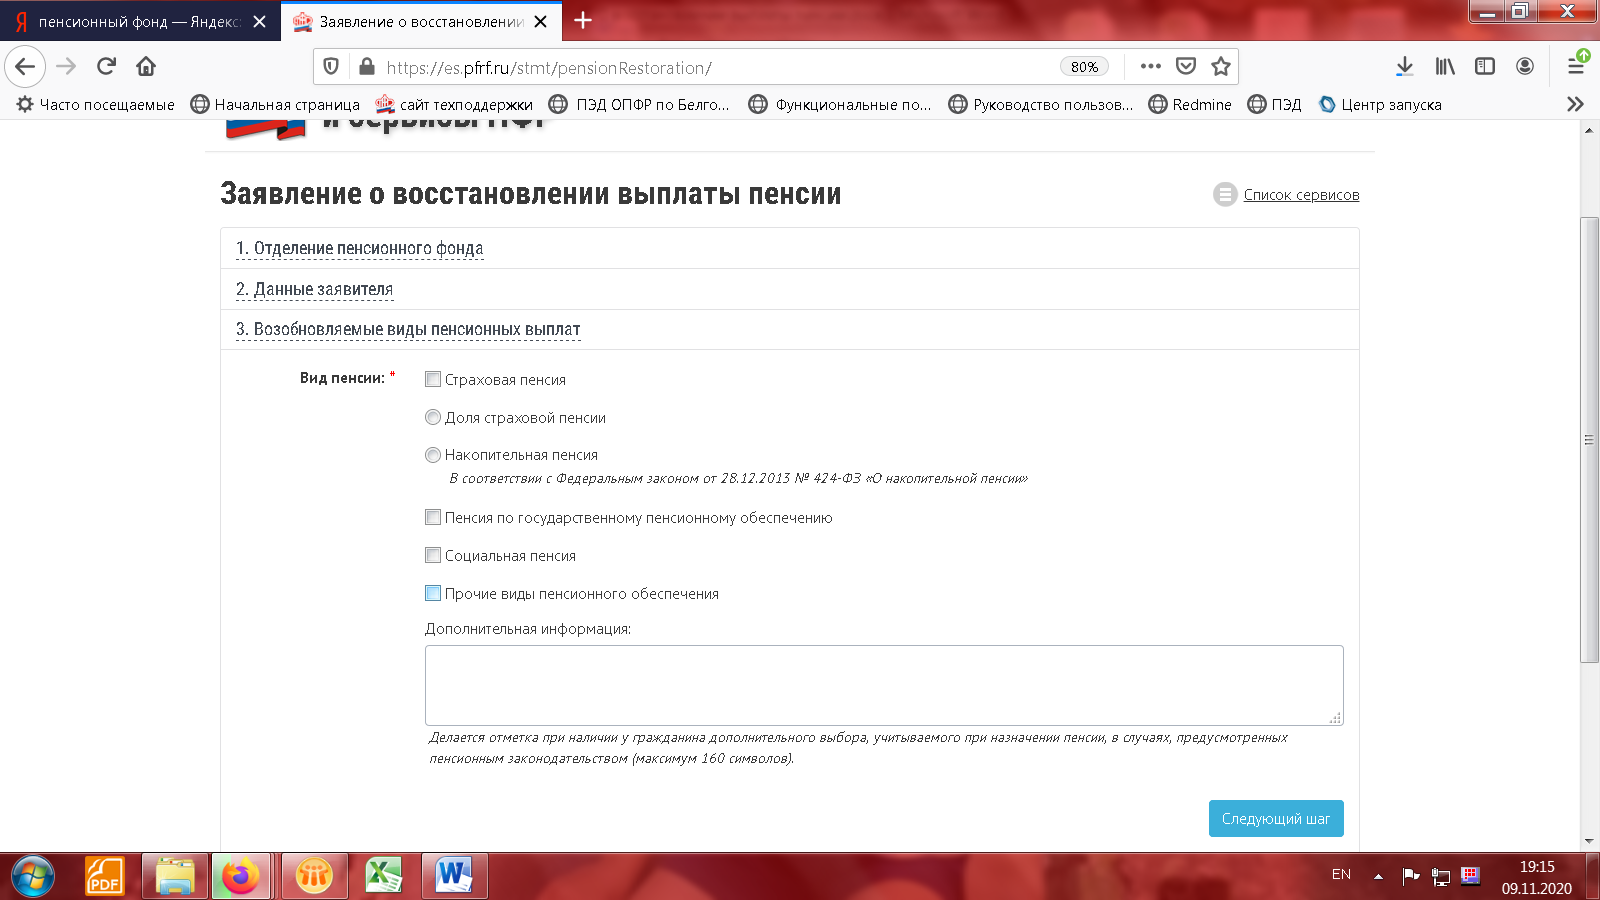 пенсионный фонд — Яндекс:
Заявление о восстановлении
https://es.pfrf.ru/stmt/pensionRestoration/
80%
Часто посещаемые
Начальная страница
сайт техподдержки
ПЭД ОПФР по Белго...
Функциональные по...
Руководство пользов...
Redmine
ПЭД
Центр запуска
и сервисы ПФР
Заявление о восстановлении выплаты пенсии
Список сервисов
1. Отделение пенсионного фонда
2. Данные заявителя
3. Возобновляемые виды пенсионных выплат
Вид пенсии: *
Страховая пенсия
Доля страховой пенсии
Накопительная пенсия
В соответствии с Федеральным законом от 28.12.2013 № 424-ФЗ «О накопительной пенсии»
Пенсия по государственному пенсионному обеспечению
Социальная пенсия
Прочие виды пенсионного обеспечения
Дополнительная информация:
Делается отметка при наличии у гражданина дополнительного выбора, учитываемого при назначении пенсии, в случаях, предусмотренных
пенсионным законодательством (максимум 160 символов).
Следующий шаг
PDF
EN
19:15
09.11.2020